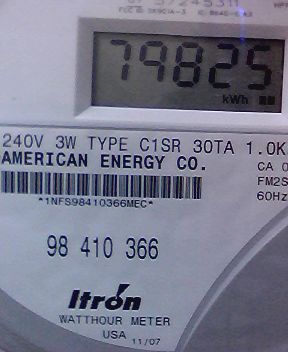 57245311
79825
kWh
240V 3W TYPE C1SR 30TA 1.0K
AMERICAN ENERGY CO.
CA
FM2S
60Hz
*1NFS98410366MEC*
98 410 366
Itron
WATTHOUR METER
USA 11/07